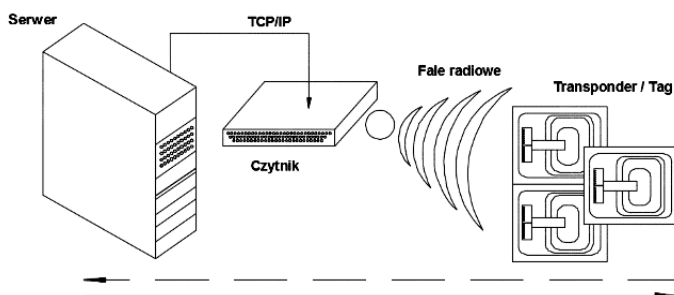 Serwer
TCP/IP
Fale radiowe
Transponder / Tag
Czytnik